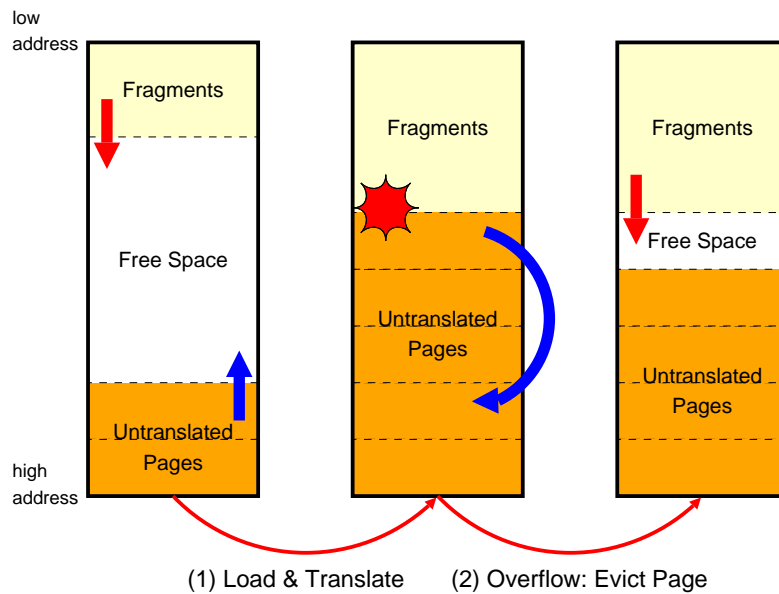 low
address
Fragments
Free Space
Untranslated
Pages
high
address
Fragments
Untranslated
Pages
Fragments
Free Space
Untranslated
Pages
(1) Load & Translate
(2) Overflow: Evict Page